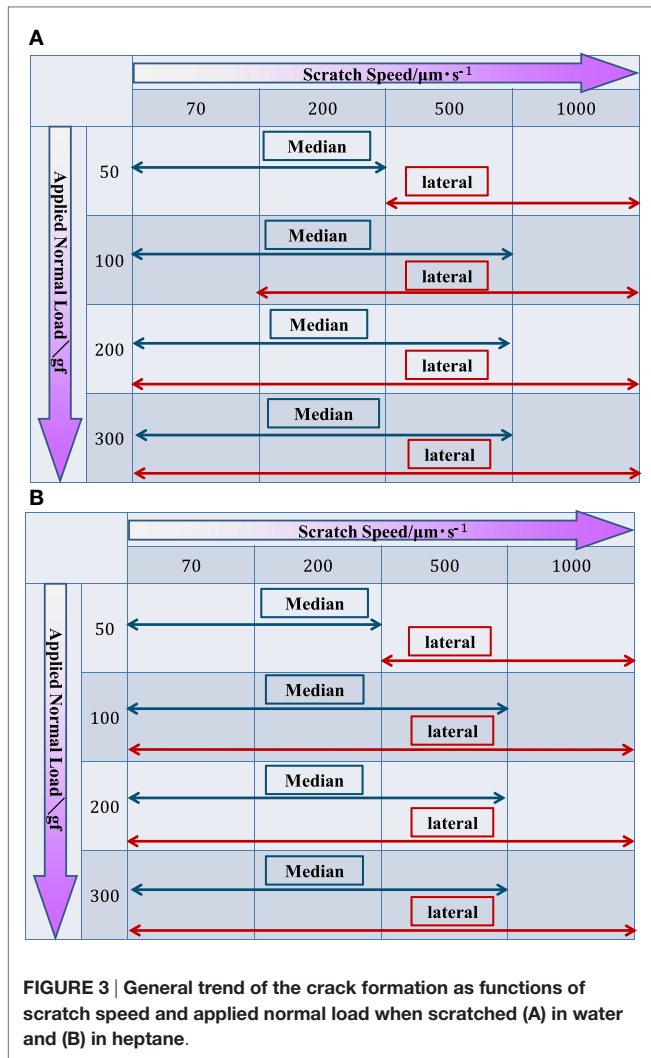 A
Scratch Speed/μm·s⁻¹
70 200 500 1000
Applied Normal Load╲gf
50
Median
lateral
100
Median
lateral
200
Median
lateral
300
Median
lateral
B
Scratch Speed/μm·s⁻¹
70 200 500 1000
Applied Normal Load╲gf
50
Median
lateral
100
Median
lateral
200
Median
lateral
300
Median
lateral
FIGURE 3 | General trend of the crack formation as functions of
scratch speed and applied normal load when scratched (A) in water
and (B) in heptane.